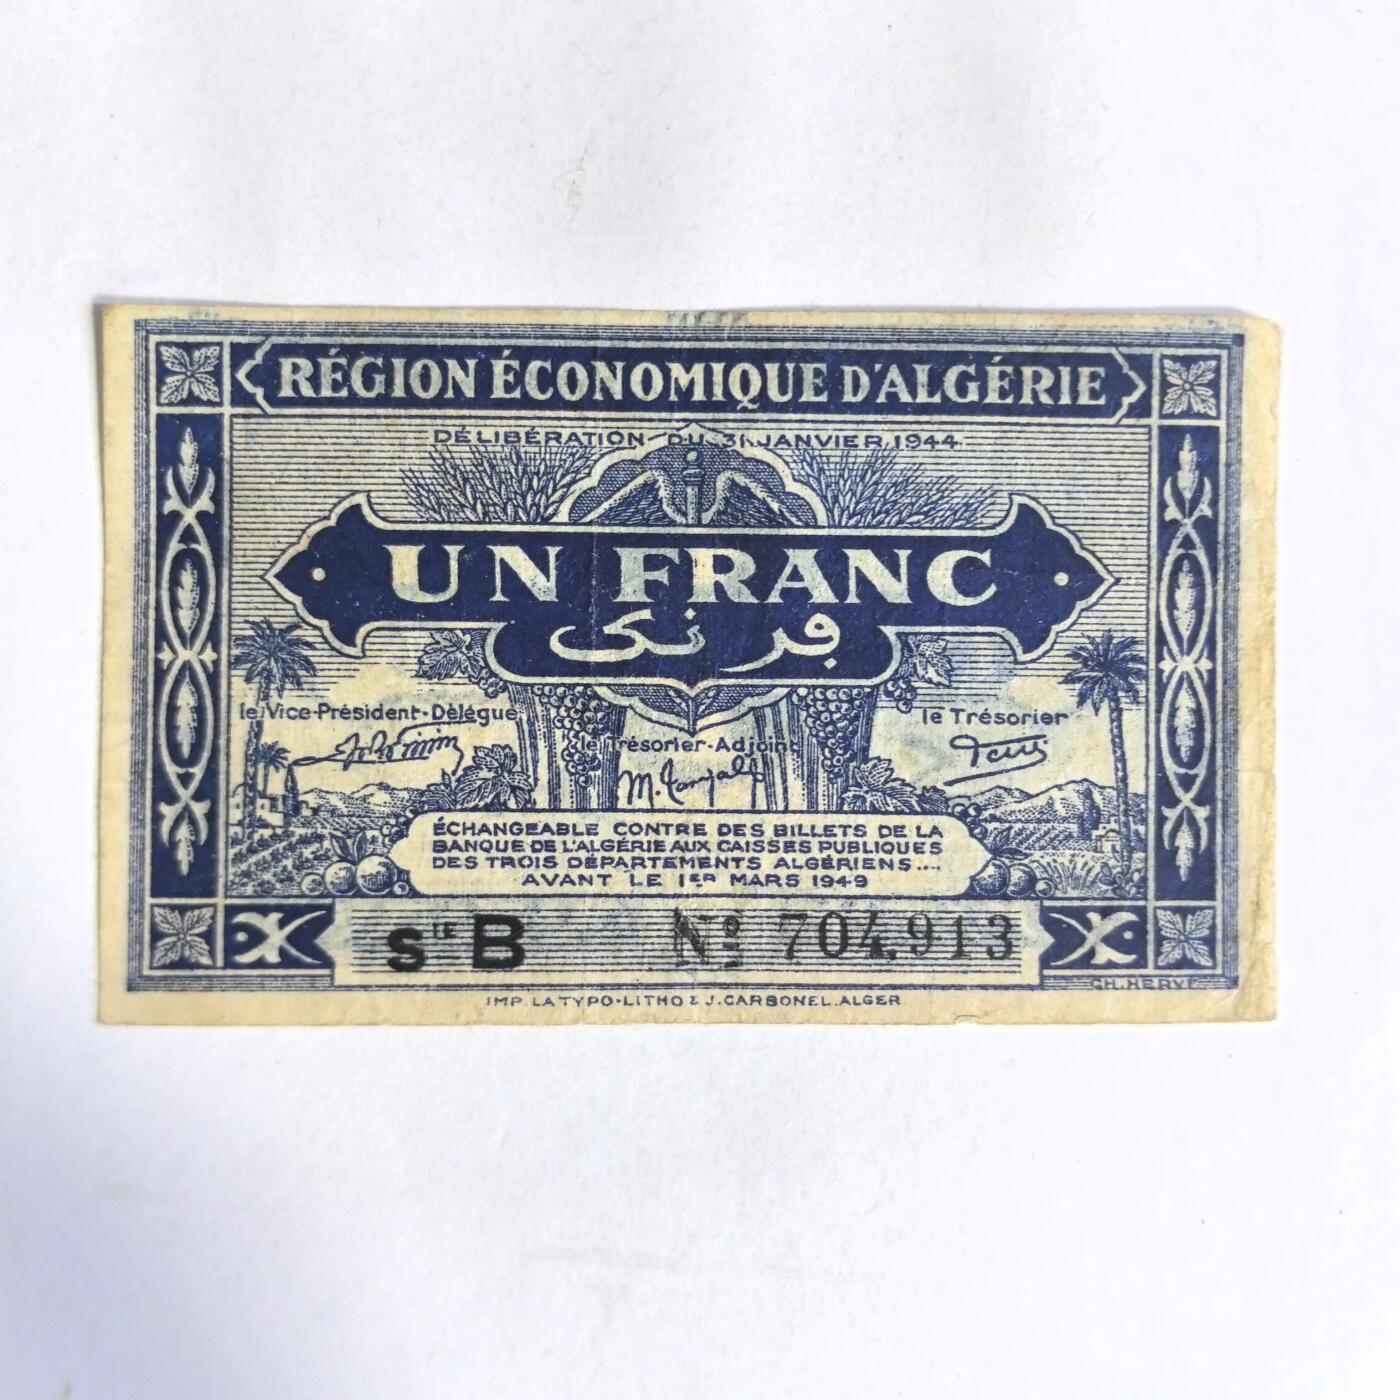 RÉGION ÉCONOMIQUE D'ALGÉRIE
DÉLIBÉRATION DU 31 JANVIER 1944
UN FRANC
فرنك
le Vice-Président-Délégué
le Trésorier-Adjoint
le Trésorier
ÉCHANGEABLE CONTRE DES BILLETS DE LA
BANQUE DE L'ALGÉRIE AUX CAISSES PUBLIQUES
DES TROIS DÉPARTEMENTS ALGÉRIENS...
AVANT LE 1ER MARS 1949
SIE B Nº 704,913
CH. HERVÉ
IMP. LA TYPO-LITHO & J. CARBONEL. ALGER